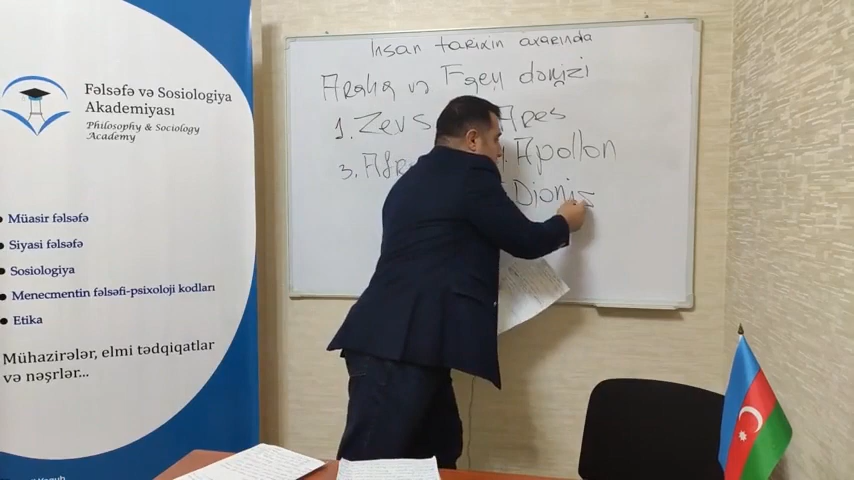 Fəlsəfə və Sosiologiya
Akademiyası
Philosophy & Sociology
Academy
Müasir fəlsəfə
Siyasi fəlsəfə
Sosiologiya
Menecmentin fəlsəfi-psixoloji kodları
Etika
Mühazirələr, elmi tədqiqatlar
və nəşrlər...
İnsan tarixin axarında
və Egey dənizi
1. Zevs Ares
3. Apollon
Dionis